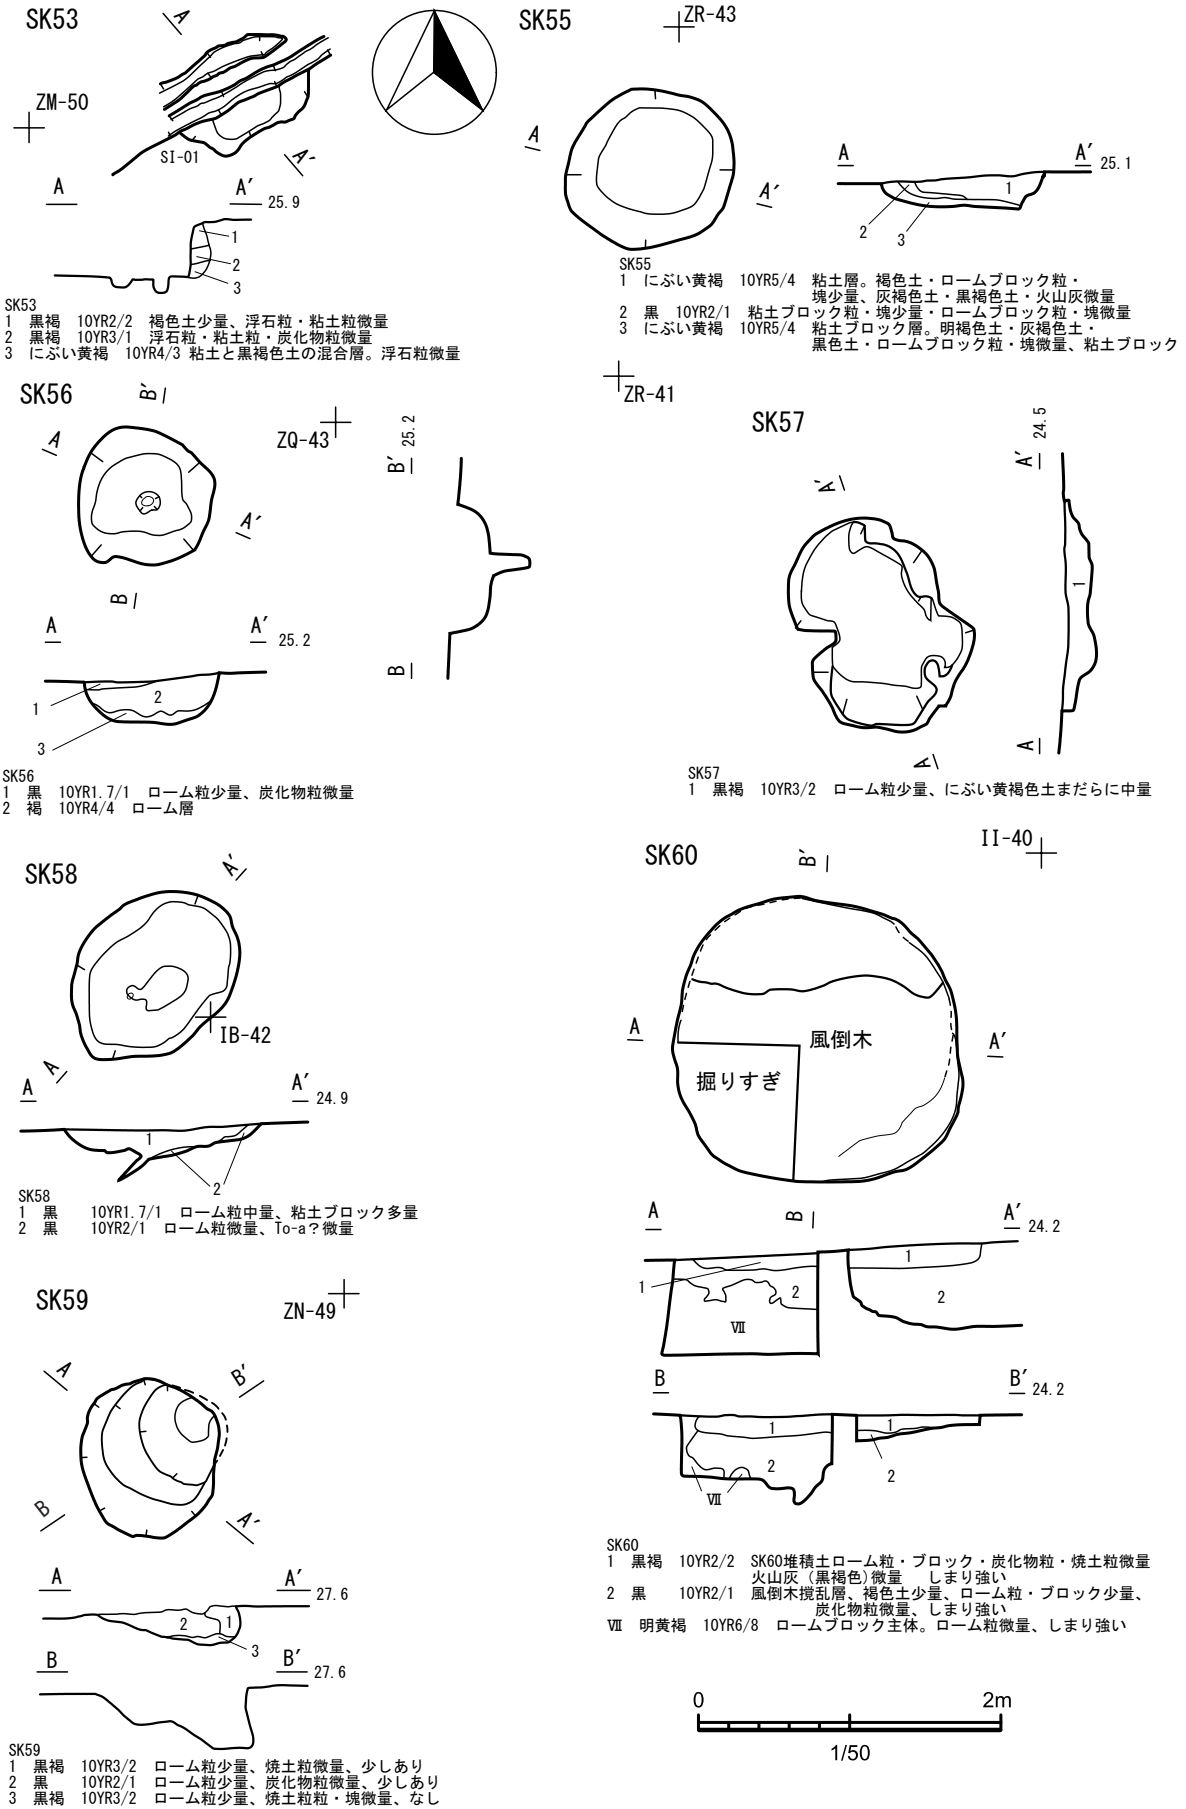 SK53
A
ZM-50
SI-01
A'
A A' 25.9
1
2
3
SK53
1 黒褐 10YR2/2 褐色土少量、浮石粒・粘土粒微量
2 黒褐 10YR3/1 浮石粒・粘土粒・炭化物粒微量
3 にぶい黄褐 10YR4/3 粘土と黒褐色土の混合層。浮石粒微量
SK55
ZR-43
A
A'
A A' 25.1
1
2
3
SK55
1 にぶい黄褐 10YR5/4 粘土層。褐色土・ロームブロック粒・
塊少量、灰褐色土・黒褐色土・火山灰微量
2 黒 10YR2/1 粘土ブロック粒・塊少量・ロームブロック粒・塊微量
3 にぶい黄褐 10YR5/4 粘土ブロック層。明褐色土・灰褐色土・
黒色土・ロームブロック粒・塊微量、粘土ブロック
SK56
B'
A
ZQ-43
A'
B
B' 25.2
B
A A' 25.2
1
2
3
SK56
1 黒 10YR1.7/1 ローム粒少量、炭化物粒微量
2 褐 10YR4/4 ローム層
ZR-41
SK57
A'
A
A' 24.5
1
A
SK57
1 黒褐 10YR3/2 ローム粒少量、にぶい黄褐色土まだらに中量
SK58
A'
IB-42
A
A A' 24.9
1
2
SK58
1 黒 10YR1.7/1 ローム粒中量、粘土ブロック多量
2 黒 10YR2/1 ローム粒微量、To-a?微量
SK59
ZN-49
A
B'
B
A'
A A' 27.6
2
1
3
B B' 27.6
SK59
1 黒褐 10YR3/2 ローム粒少量、焼土粒微量、少しあり
2 黒 10YR2/1 ローム粒少量、炭化物粒微量、少しあり
3 黒褐 10YR3/2 ローム粒少量、焼土粒粒・塊微量、なし
SK60
B'
II-40
A
風倒木
A'
掘りすぎ
B
A A' 24.2
1
1
2
2
Ⅶ
B B' 24.2
1
1
2
2
Ⅶ
SK60
1 黒褐 10YR2/2 SK60堆積土ローム粒・ブロック・炭化物粒・焼土粒微量
火山灰(黒褐色)微量 しまり強い
2 黒 10YR2/1 風倒木撹乱層、褐色土少量、ローム粒・ブロック少量、
炭化物粒微量、しまり強い
Ⅶ 明黄褐 10YR6/8 ロームブロック主体。ローム粒微量、しまり強い
0 2m
1/50